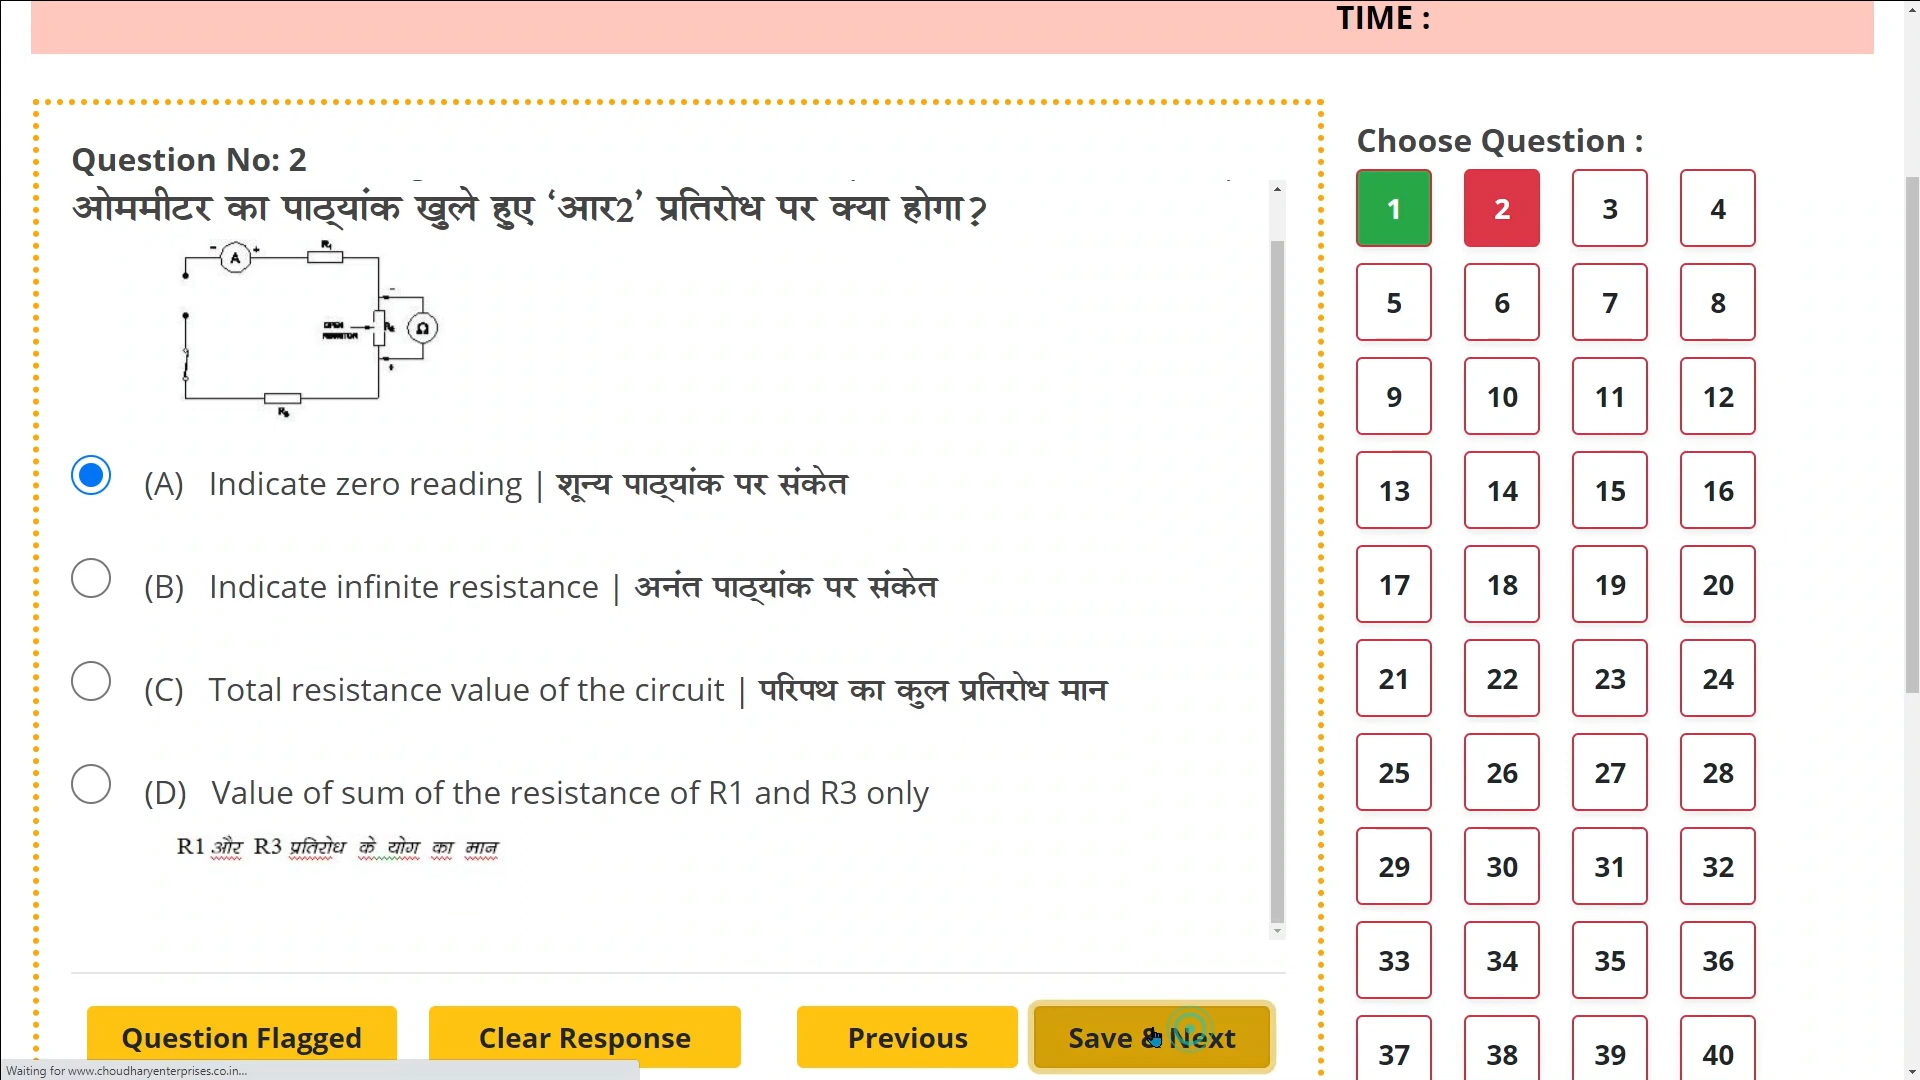 TIME :
Question No: 2
ओममीटर का पाठ्यांक खुले हुए ‘आर2’ प्रतिरोध पर क्या होगा?
- A + R1
-
OPEN RESISTOR R2 Ω
+
R3
(A) Indicate zero reading | शून्य पाठ्यांक पर संकेत
(B) Indicate infinite resistance | अनंत पाठ्यांक पर संकेत
(C) Total resistance value of the circuit | परिपथ का कुल प्रतिरोध मान
(D) Value of sum of the resistance of R1 and R3 only
R1 और R3 प्रतिरोध के योग का मान
Question Flagged
Clear Response
Previous
Save & Next
Choose Question :
1 2 3 4
5 6 7 8
9 10 11 12
13 14 15 16
17 18 19 20
21 22 23 24
25 26 27 28
29 30 31 32
33 34 35 36
37 38 39 40
Waiting for www.choudharyenterprises.co.in...